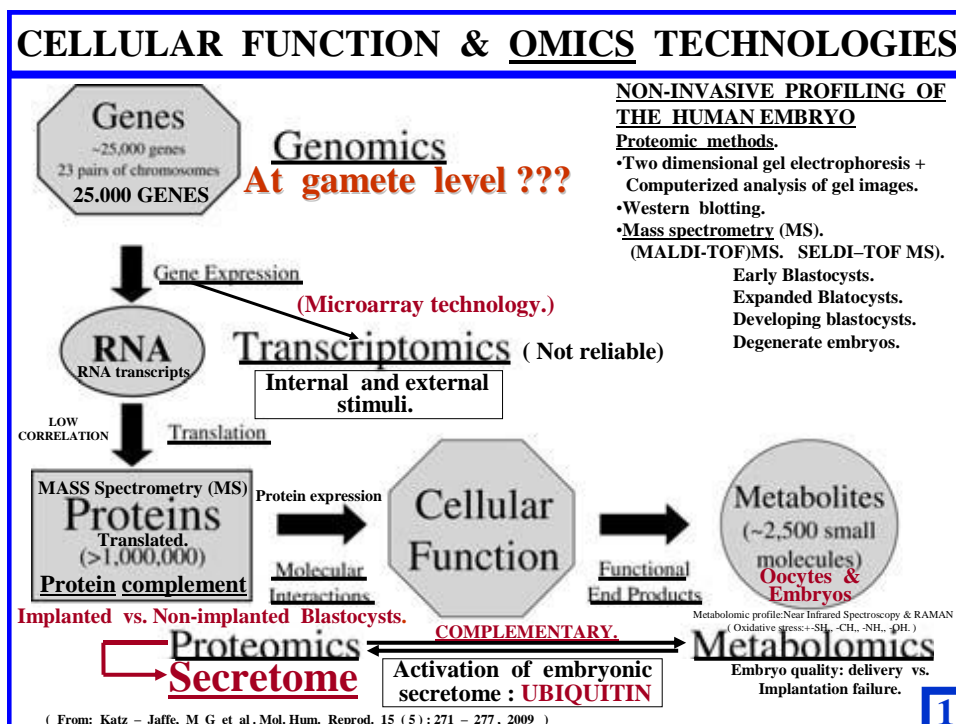 CELLULAR FUNCTION & OMICS TECHNOLOGIES
Genes
~25,000 genes
23 pairs of chromosomes
25.000 GENES
Genomics
At gamete level ???
NON-INVASIVE PROFILING OF
THE HUMAN EMBRYO
Proteomic methods.
•Two dimensional gel electrophoresis +
Computerized analysis of gel images.
•Western blotting.
•Mass spectrometry (MS).
(MALDI-TOF)MS. SELDI–TOF MS).
Early Blastocysts.
Expanded Blatocysts.
Developing blastocysts.
Degenerate embryos.
Gene Expression
(Microarray technology.)
RNA
RNA transcripts
Transcriptomics ( Not reliable)
Internal and external
stimuli.
LOW
CORRELATION
Translation
MASS Spectrometry (MS)
Proteins
Translated.
(>1,000,000)
Protein complement
Protein expression
Molecular
Interactions
Cellular
Function
Functional
End Products
Metabolites
(~2,500 small
molecules)
Oocytes &
Embryos
Implanted vs. Non-implanted Blastocysts.
Metabolomic profile:Near Infrared Spectroscopy & RAMAN
( Oxidative stress:+-SH,, -CH,, -NH,, -OH. )
Proteomics
COMPLEMENTARY.
Metabolomics
Secretome
Activation of embryonic
secretome : UBIQUITIN
Embryo quality: delivery vs.
Implantation failure.
( From: Katz – Jaffe, M G et al , Mol. Hum. Reprod. 15 ( 5 ) : 271 – 277 , 2009 )
1